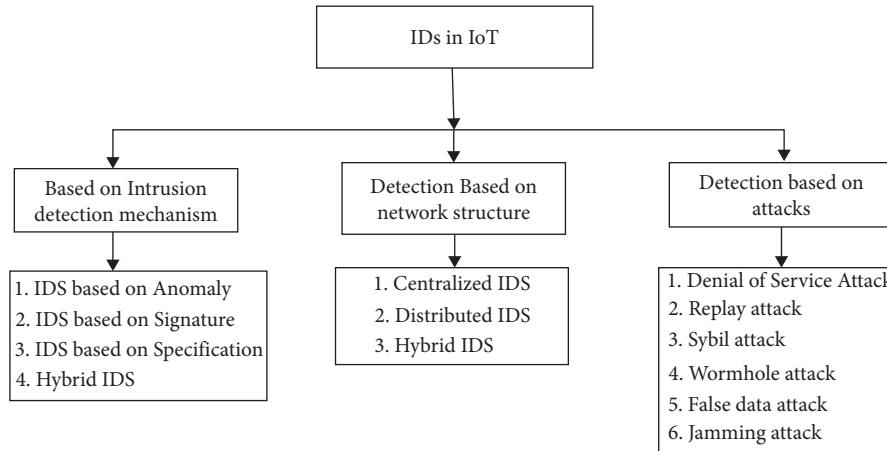 IDs in IoT
Based on Intrusion
detection mechanism
Detection Based on
network structure
Detection based on
attacks
1. IDS based on Anomaly
2. IDS based on Signature
3. IDS based on Specification
4. Hybrid IDS
1. Centralized IDS
2. Distributed IDS
3. Hybrid IDS
1. Denial of Service Attack
2. Replay attack
3. Sybil attack
4. Wormhole attack
5. False data attack
6. Jamming attack